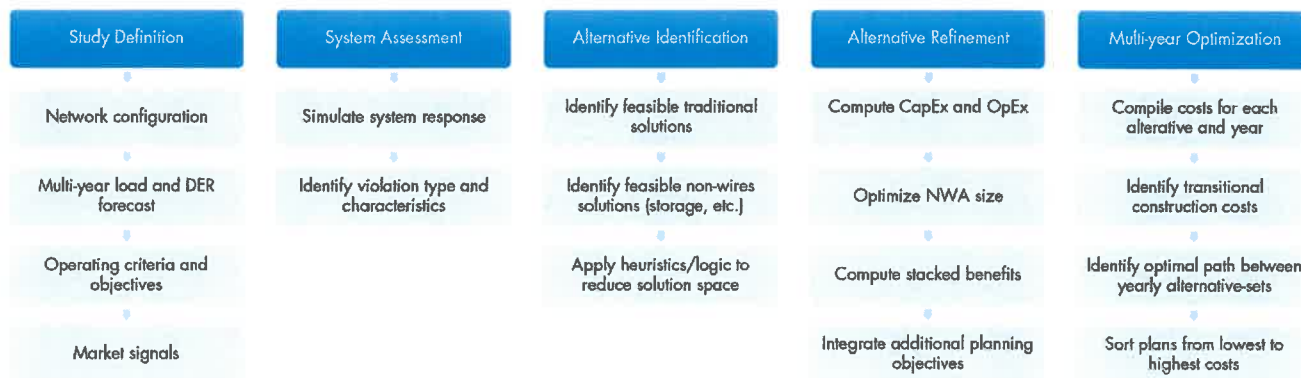 Study Definition
Network configuration
Multi-year load and DER
forecast
Operating criteria and
objectives
Market signals
System Assessment
Simulate system response
Identify violation type and
characteristics
Alternative Identification
Identify feasible traditional
solutions
Identify feasible non-wires
solutions (storage, etc.)
Apply heuristics/logic to
reduce solution space
Alternative Refinement
Compute CapEx and OpEx
Optimize NWA size
Compute stacked benefits
Integrate additional planning
objectives
Multi-year Optimization
Compile costs for each
alterative and year
Identify transitional
construction costs
Identify optimal path between
yearly alternative-sets
Sort plans from lowest to
highest costs